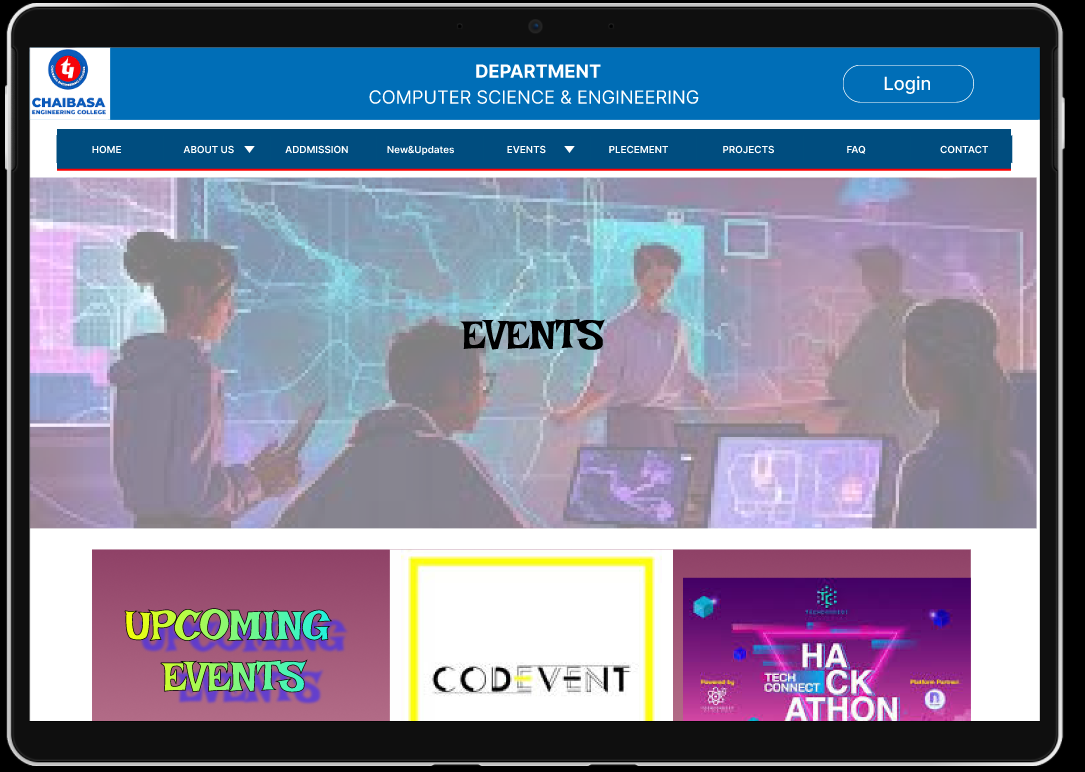 CHAIBASA
ENGINEERING COLLEGE
DEPARTMENT
COMPUTER SCIENCE & ENGINEERING
Login
HOME ABOUT US ADDMISSION New&Updates EVENTS PLECEMENT PROJECTS FAQ CONTACT
EVENTS
UPCOMING
EVENTS
CODEVENT
HA
TECH
CONNECT
CK
ATHON
Powered by
Platform Partner